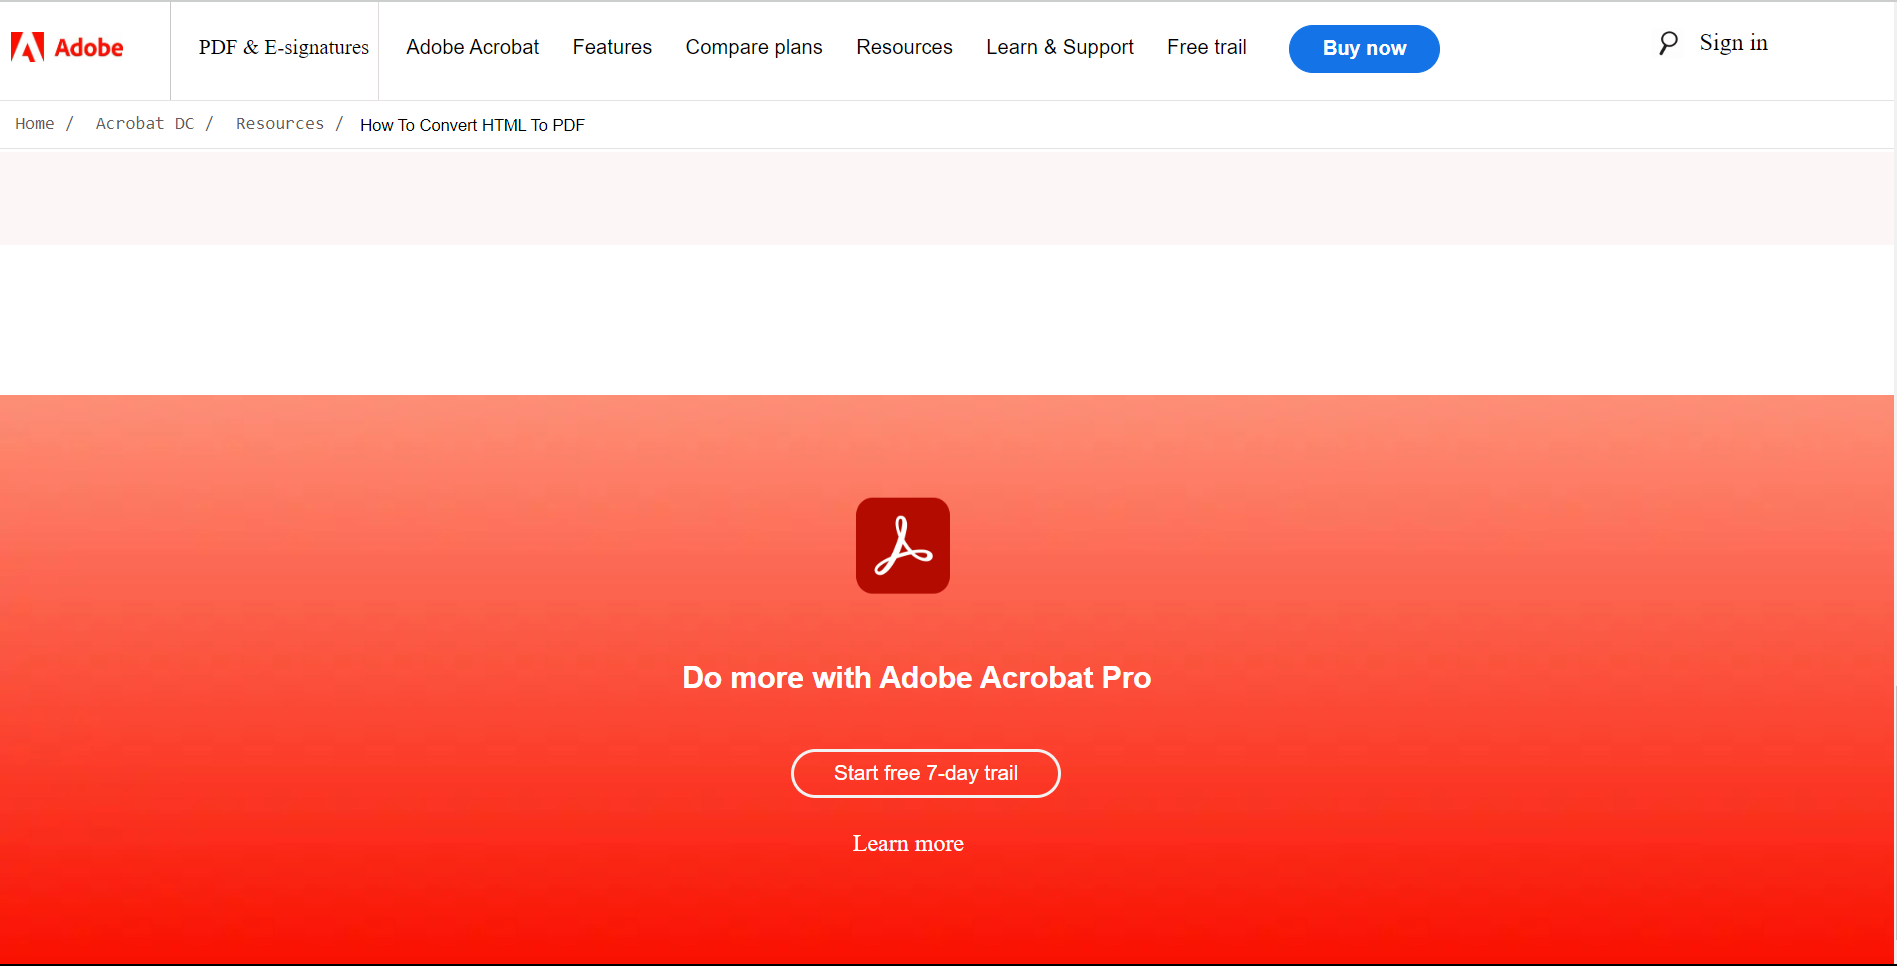 Adobe
PDF & E-signatures
Adobe Acrobat
Features
Compare plans
Resources
Learn & Support
Free trail
Buy now
Sign in
Home / Acrobat DC / Resources / How To Convert HTML To PDF
Do more with Adobe Acrobat Pro
Start free 7-day trail
Learn more